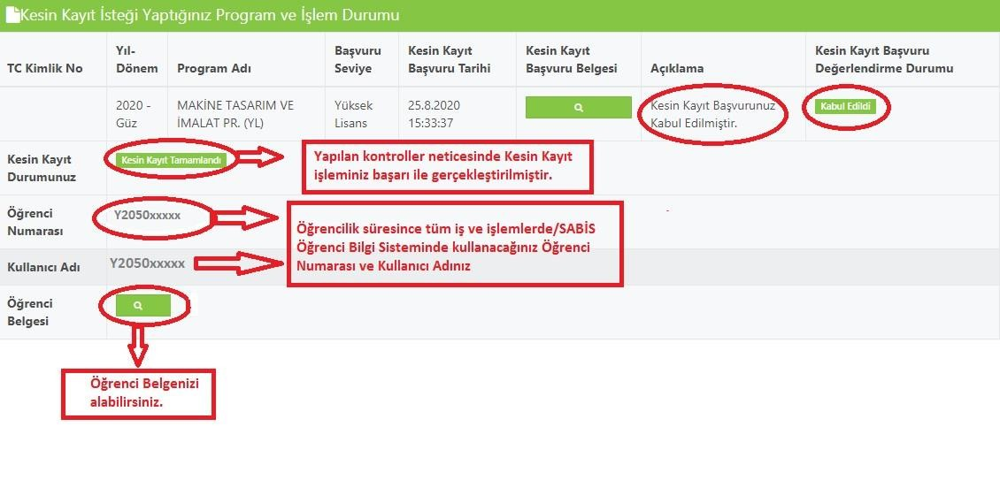 Kesin Kayıt İsteği Yaptığınız Program ve İşlem Durumu
TC Kimlik No
Yıl-
Dönem
Program Adı
Başvuru
Seviye
Kesin Kayıt
Başvuru Tarihi
Kesin Kayıt
Başvuru Belgesi
Açıklama
Kesin Kayıt Başvuru
Değerlendirme Durumu
2020 -
Güz
MAKİNE TASARIM VE
İMALAT PR. (YL)
Yüksek
Lisans
25.8.2020
15:33:37
Kesin Kayıt Başvurunuz
Kabul Edilmiştir.
Kabul Edildi
Kesin Kayıt
Durumunuz
Kesin Kayıt Tamamlandı
Yapılan kontroller neticesinde Kesin Kayıt
işleminiz başarı ile gerçekleştirilmiştir.
Öğrenci
Numarası
Y2050xxxxx
Öğrencilik süresince tüm iş ve işlemlerde/SABİS
Öğrenci Bilgi Sisteminde kullanacağınız Öğrenci
Numarası ve Kullanıcı Adınız
Kullanıcı Adı
Y2050xxxxx
Öğrenci
Belgesi
Öğrenci Belgenizi
alabilirsiniz.